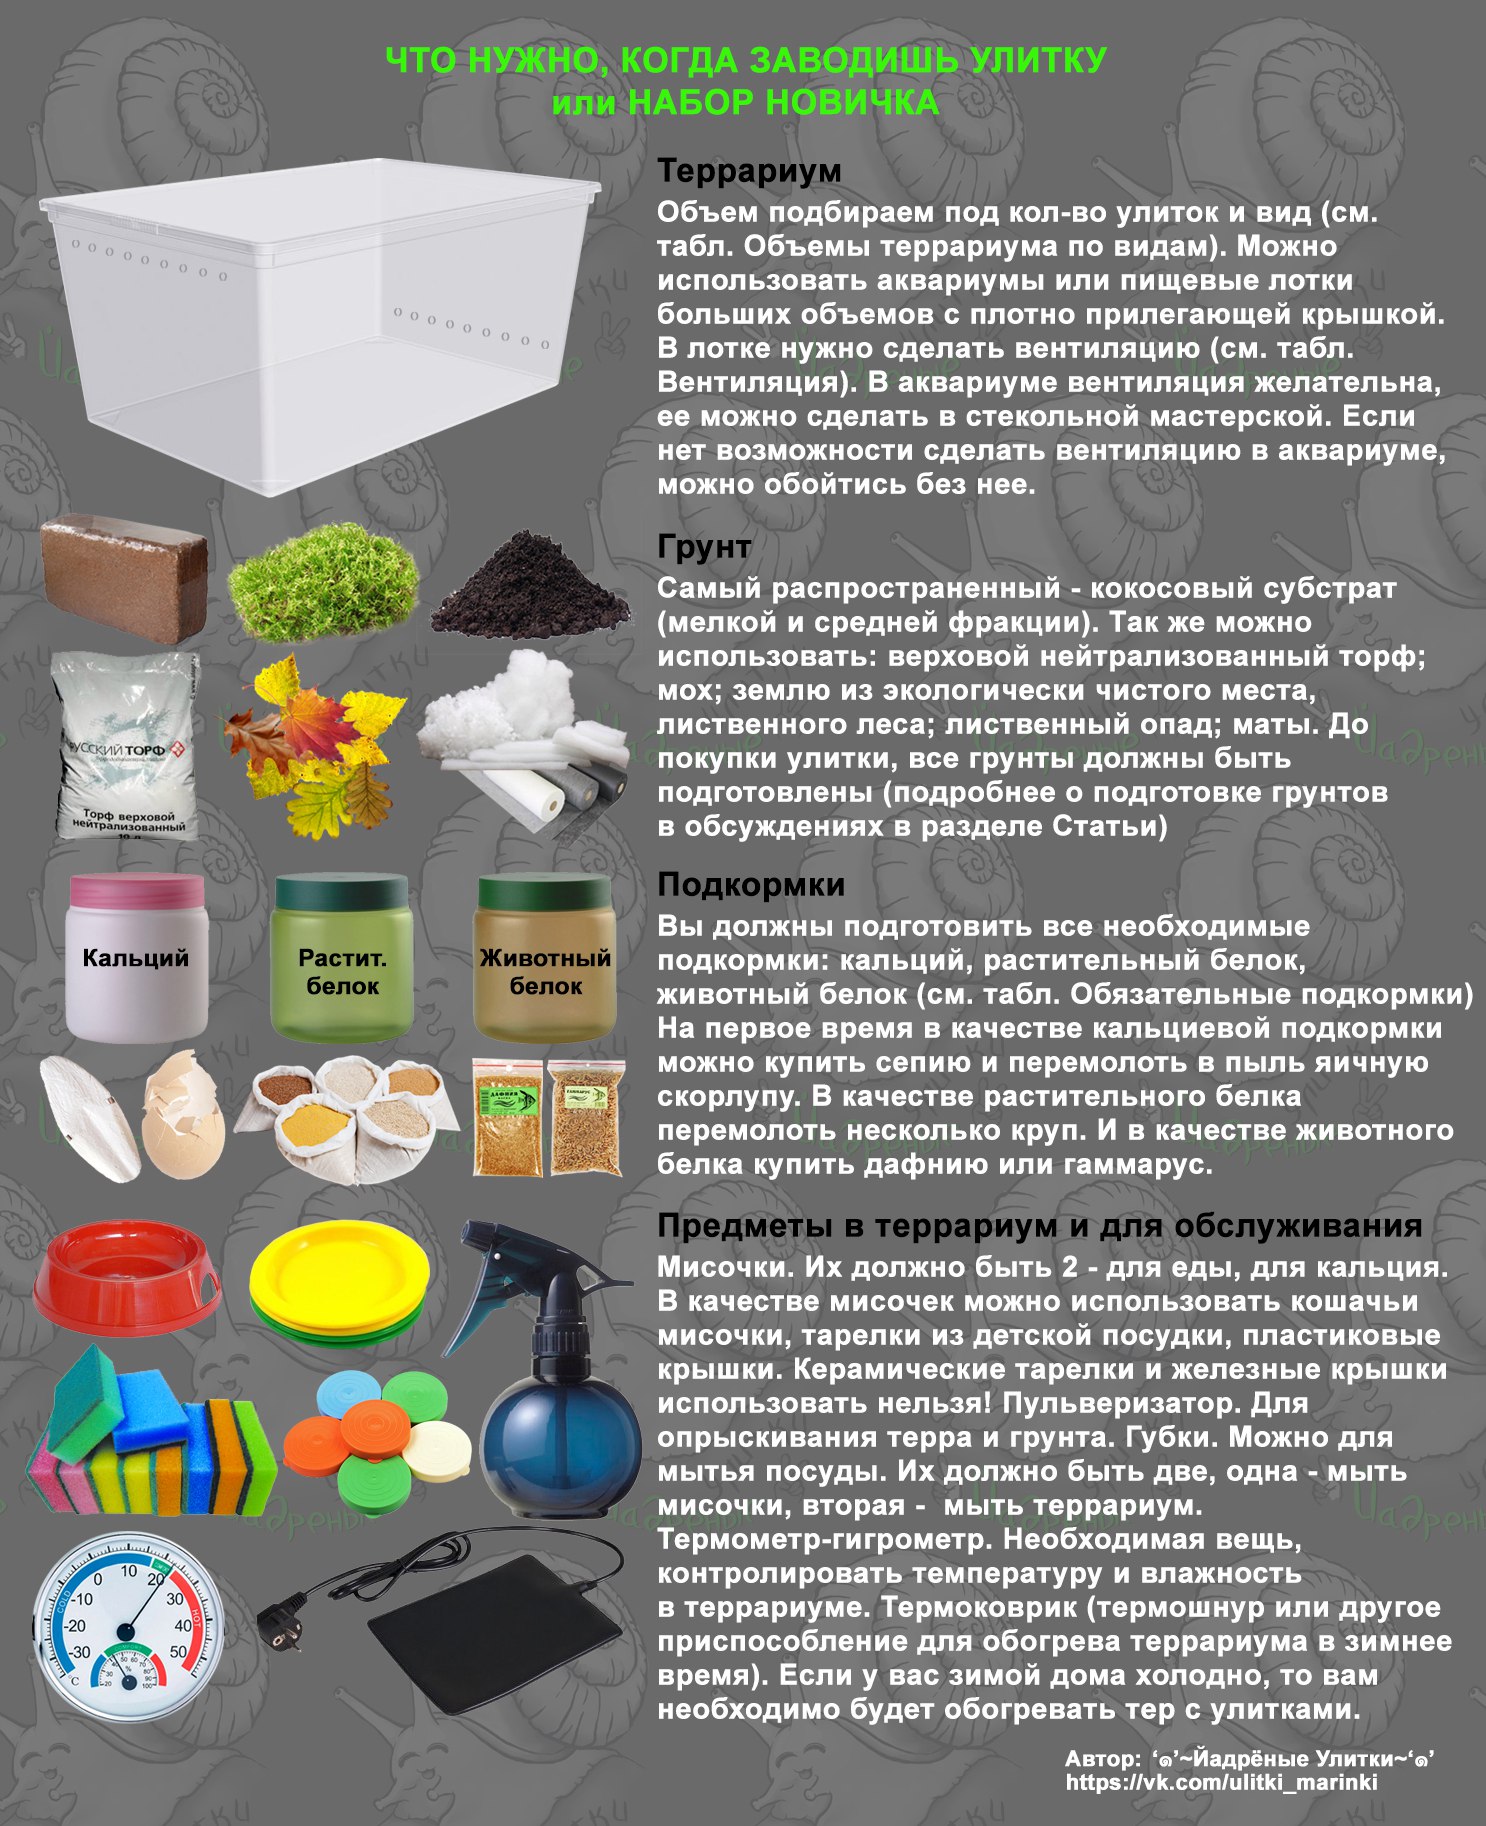 ЧТО НУЖНО, КОГДА ЗАВОДИШЬ УЛИТКУ
или НАБОР НОВИЧКА
Террариум
Объем подбираем под кол-во улиток и вид (см.
табл. Объемы террариума по видам). Можно
использовать аквариумы или пищевые лотки
больших объемов с плотно прилегающей крышкой.
В лотке нужно сделать вентиляцию (см. табл.
Вентиляция). В аквариуме вентиляция желательна,
ее можно сделать в стекольной мастерской. Если
нет возможности сделать вентиляцию в аквариуме,
можно обойтись без нее.
Грунт
Самый распространенный - кокосовый субстрат
(мелкой и средней фракции). Так же можно
использовать: верховой нейтрализованный торф;
мох; землю из экологически чистого места,
лиственного леса; лиственный опад; маты. До
покупки улитки, все грунты должны быть
подготовлены (подробнее о подготовке грунтов
в обсуждениях в разделе Статьи)
РУССКИЙ ТОРФ
Торф верховой
нейтрализованный
10 л
Подкормки
Вы должны подготовить все необходимые
подкормки: кальций, растительный белок,
животный белок (см. табл. Обязательные подкормки)
На первое время в качестве кальциевой подкормки
можно купить сепию и перемолоть в пыль яичную
скорлупу. В качестве растительного белка
перемолоть несколько круп. И в качестве животного
белка купить дафнию или гаммарус.
Кальций
Растит.
белок
Животный
белок
ДАФНИЯ
ГАММАРУС
Предметы в террариум и для обслуживания
Мисочки. Их должно быть 2 - для еды, для кальция.
В качестве мисочек можно использовать кошачьи
мисочки, тарелки из детской посудки, пластиковые
крышки. Керамические тарелки и железные крышки
использовать нельзя! Пульверизатор. Для
опрыскивания терра и грунта. Губки. Можно для
мытья посуды. Их должно быть две, одна - мыть
мисочки, вторая -  мыть террариум.
Термометр-гигрометр. Необходимая вещь,
контролировать температуру и влажность
в террариуме. Термоковрик (термошнур или другое
приспособление для обогрева террариума в зимнее
время). Если у вас зимой дома холодно, то вам
необходимо будет обогревать тер с улитками.
-30 -20 -10 0 10 20 30 40 50
COLD
HOT
°C
%
Автор: ‘๑’~Йадрёные Улитки~‘๑’
https://vk.com/ulitki_marinki